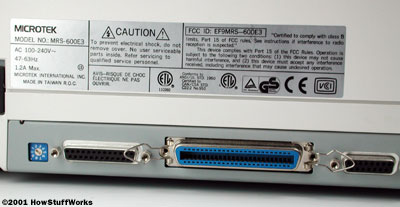 MICROTEK
MODEL NO.: MRS-600E3
AC 100-240V~
47-63Hz
1.2A Max.
MICROTEK INTERNATIONAL INC.
MADE IN TAIWAN R.O.C.
CAUTION
To prevent electrical shock, do not
remove cover. No user serviceable
parts inside. Refer servicing to
qualified service personnel.
AVIS-RISQUE DE CHOC
ELECTRIQUE NE PAS
OUVRIR
FCC ID: EF9MRS-600E3
"Certified to comply with class B
limits, Part 15 of FCC Rules. See instructions if interference to radio
reception is suspected."
This device complies with Part 15 of the FCC Rules. Operation is
subject to the following two conditions: (1) This device may not cause
harmful interference, and (2) this device must accept any interference
received, including interference that may cause undesired operation.
©2001 HowStuffWorks